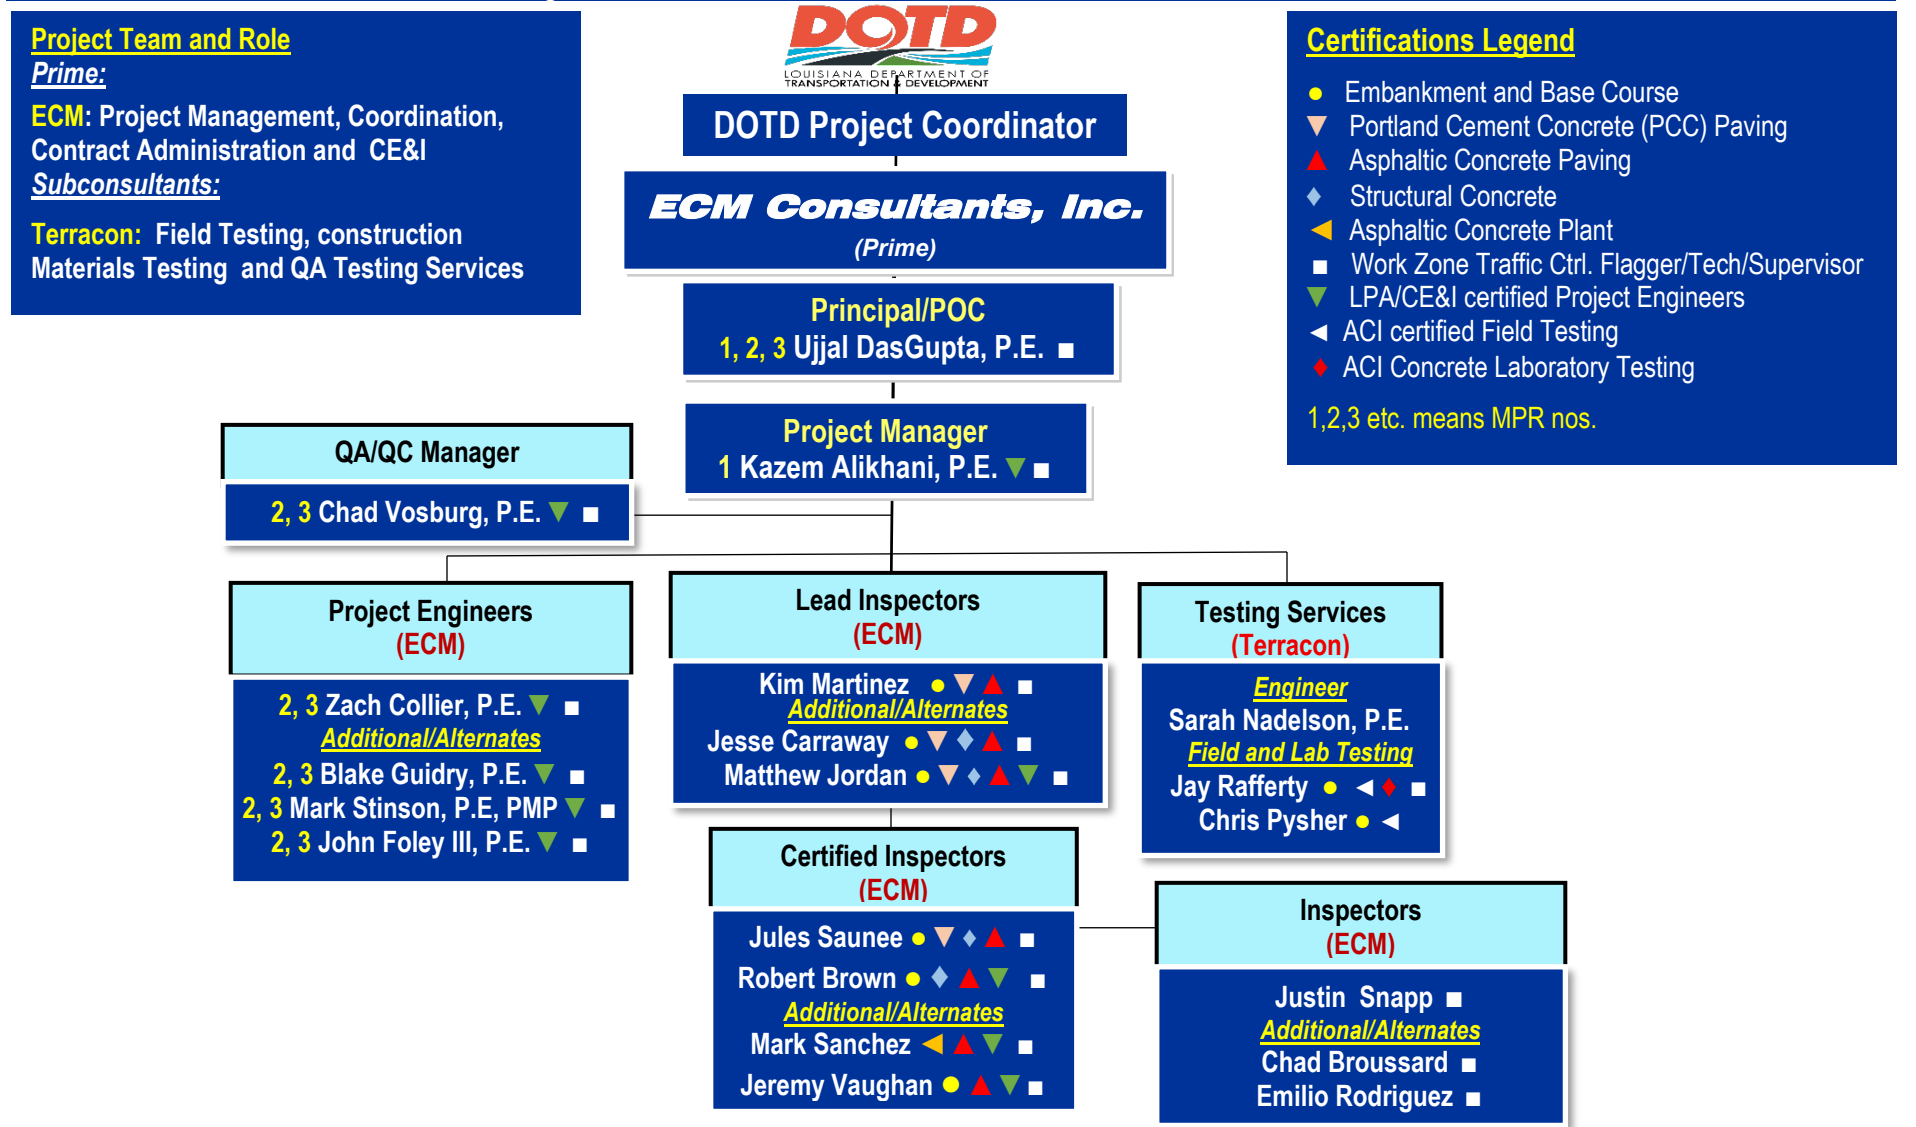 Project Team and Role
Prime:
ECM: Project Management, Coordination,
Contract Administration and CE&I
Subconsultants:
Terracon: Field Testing, construction
Materials Testing and QA Testing Services
DOTD
LOUISIANA DEPARTMENT OF
TRANSPORTATION & DEVELOPMENT
DOTD Project Coordinator
ECM Consultants, Inc.
(Prime)
Principal/POC
1, 2, 3 Ujjal DasGupta, P.E. ■
Project Manager
1 Kazem Alikhani, P.E. ▼ ■
Certifications Legend
● Embankment and Base Course
▼ Portland Cement Concrete (PCC) Paving
▲ Asphaltic Concrete Paving
♦ Structural Concrete
◄ Asphaltic Concrete Plant
■ Work Zone Traffic Ctrl. Flagger/Tech/Supervisor
▼ LPA/CE&I certified Project Engineers
◄ ACI certified Field Testing
♦ ACI Concrete Laboratory Testing
1,2,3 etc. means MPR nos.
QA/QC Manager
2, 3 Chad Vosburg, P.E. ▼ ■
Project Engineers
(ECM)
2, 3 Zach Collier, P.E. ▼ ■
Additional/Alternates
2, 3 Blake Guidry, P.E. ▼ ■
2, 3 Mark Stinson, P.E, PMP ▼ ■
2, 3 John Foley III, P.E. ▼ ■
Lead Inspectors
(ECM)
Kim Martinez ● ▼ ▲ ■
Additional/Alternates
Jesse Carraway ● ▼ ♦ ▲ ■
Matthew Jordan ● ▼ ♦ ▲ ▼ ■
Testing Services
(Terracon)
Engineer
Sarah Nadelson, P.E.
Field and Lab Testing
Jay Rafferty ● ◄ ♦ ■
Chris Pysher ● ◄
Certified Inspectors
(ECM)
Jules Saunee ● ▼ ♦ ▲ ■
Robert Brown ● ♦ ▲ ▼ ■
Additional/Alternates
Mark Sanchez ◄ ▲ ▼ ■
Jeremy Vaughan ● ▲ ▼ ■
Inspectors
(ECM)
Justin Snapp ■
Additional/Alternates
Chad Broussard ■
Emilio Rodriguez ■